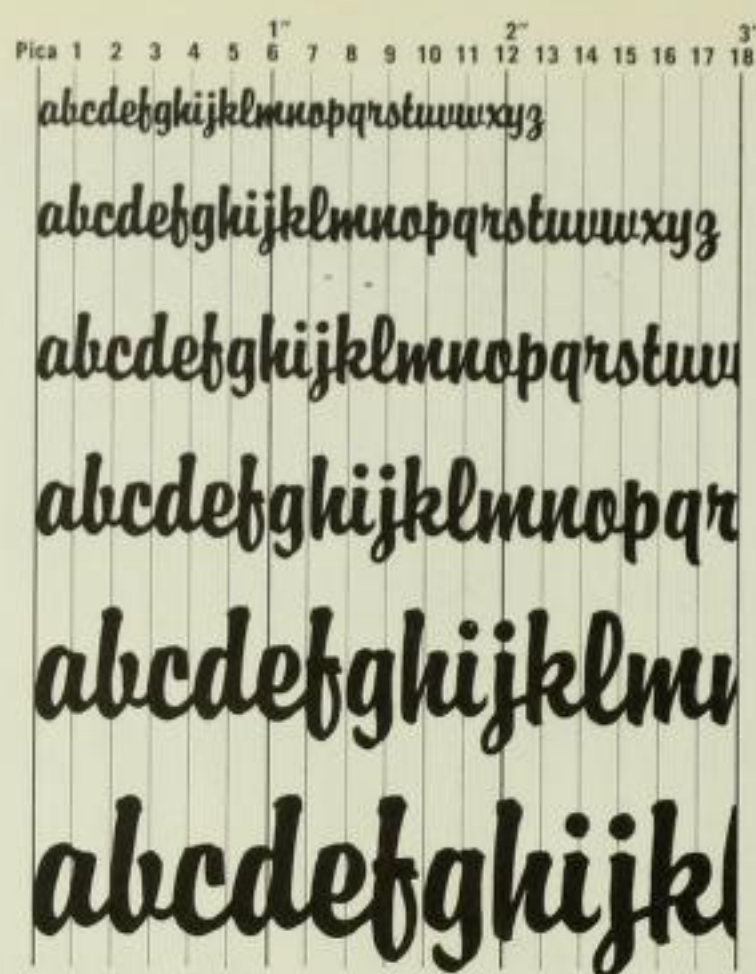 1" 2" 3"
Pica 1 2 3 4 5 6 7 8 9 10 11 12 13 14 15 16 17 18
abcdefghijklmnopqrstuvwxyz
abcdefghijklmnopqrstuvwxyz
abcdefghijklmnopqrstuv
abcdefghijklmnopqr
abcdefghijklm
abcdefghijkl